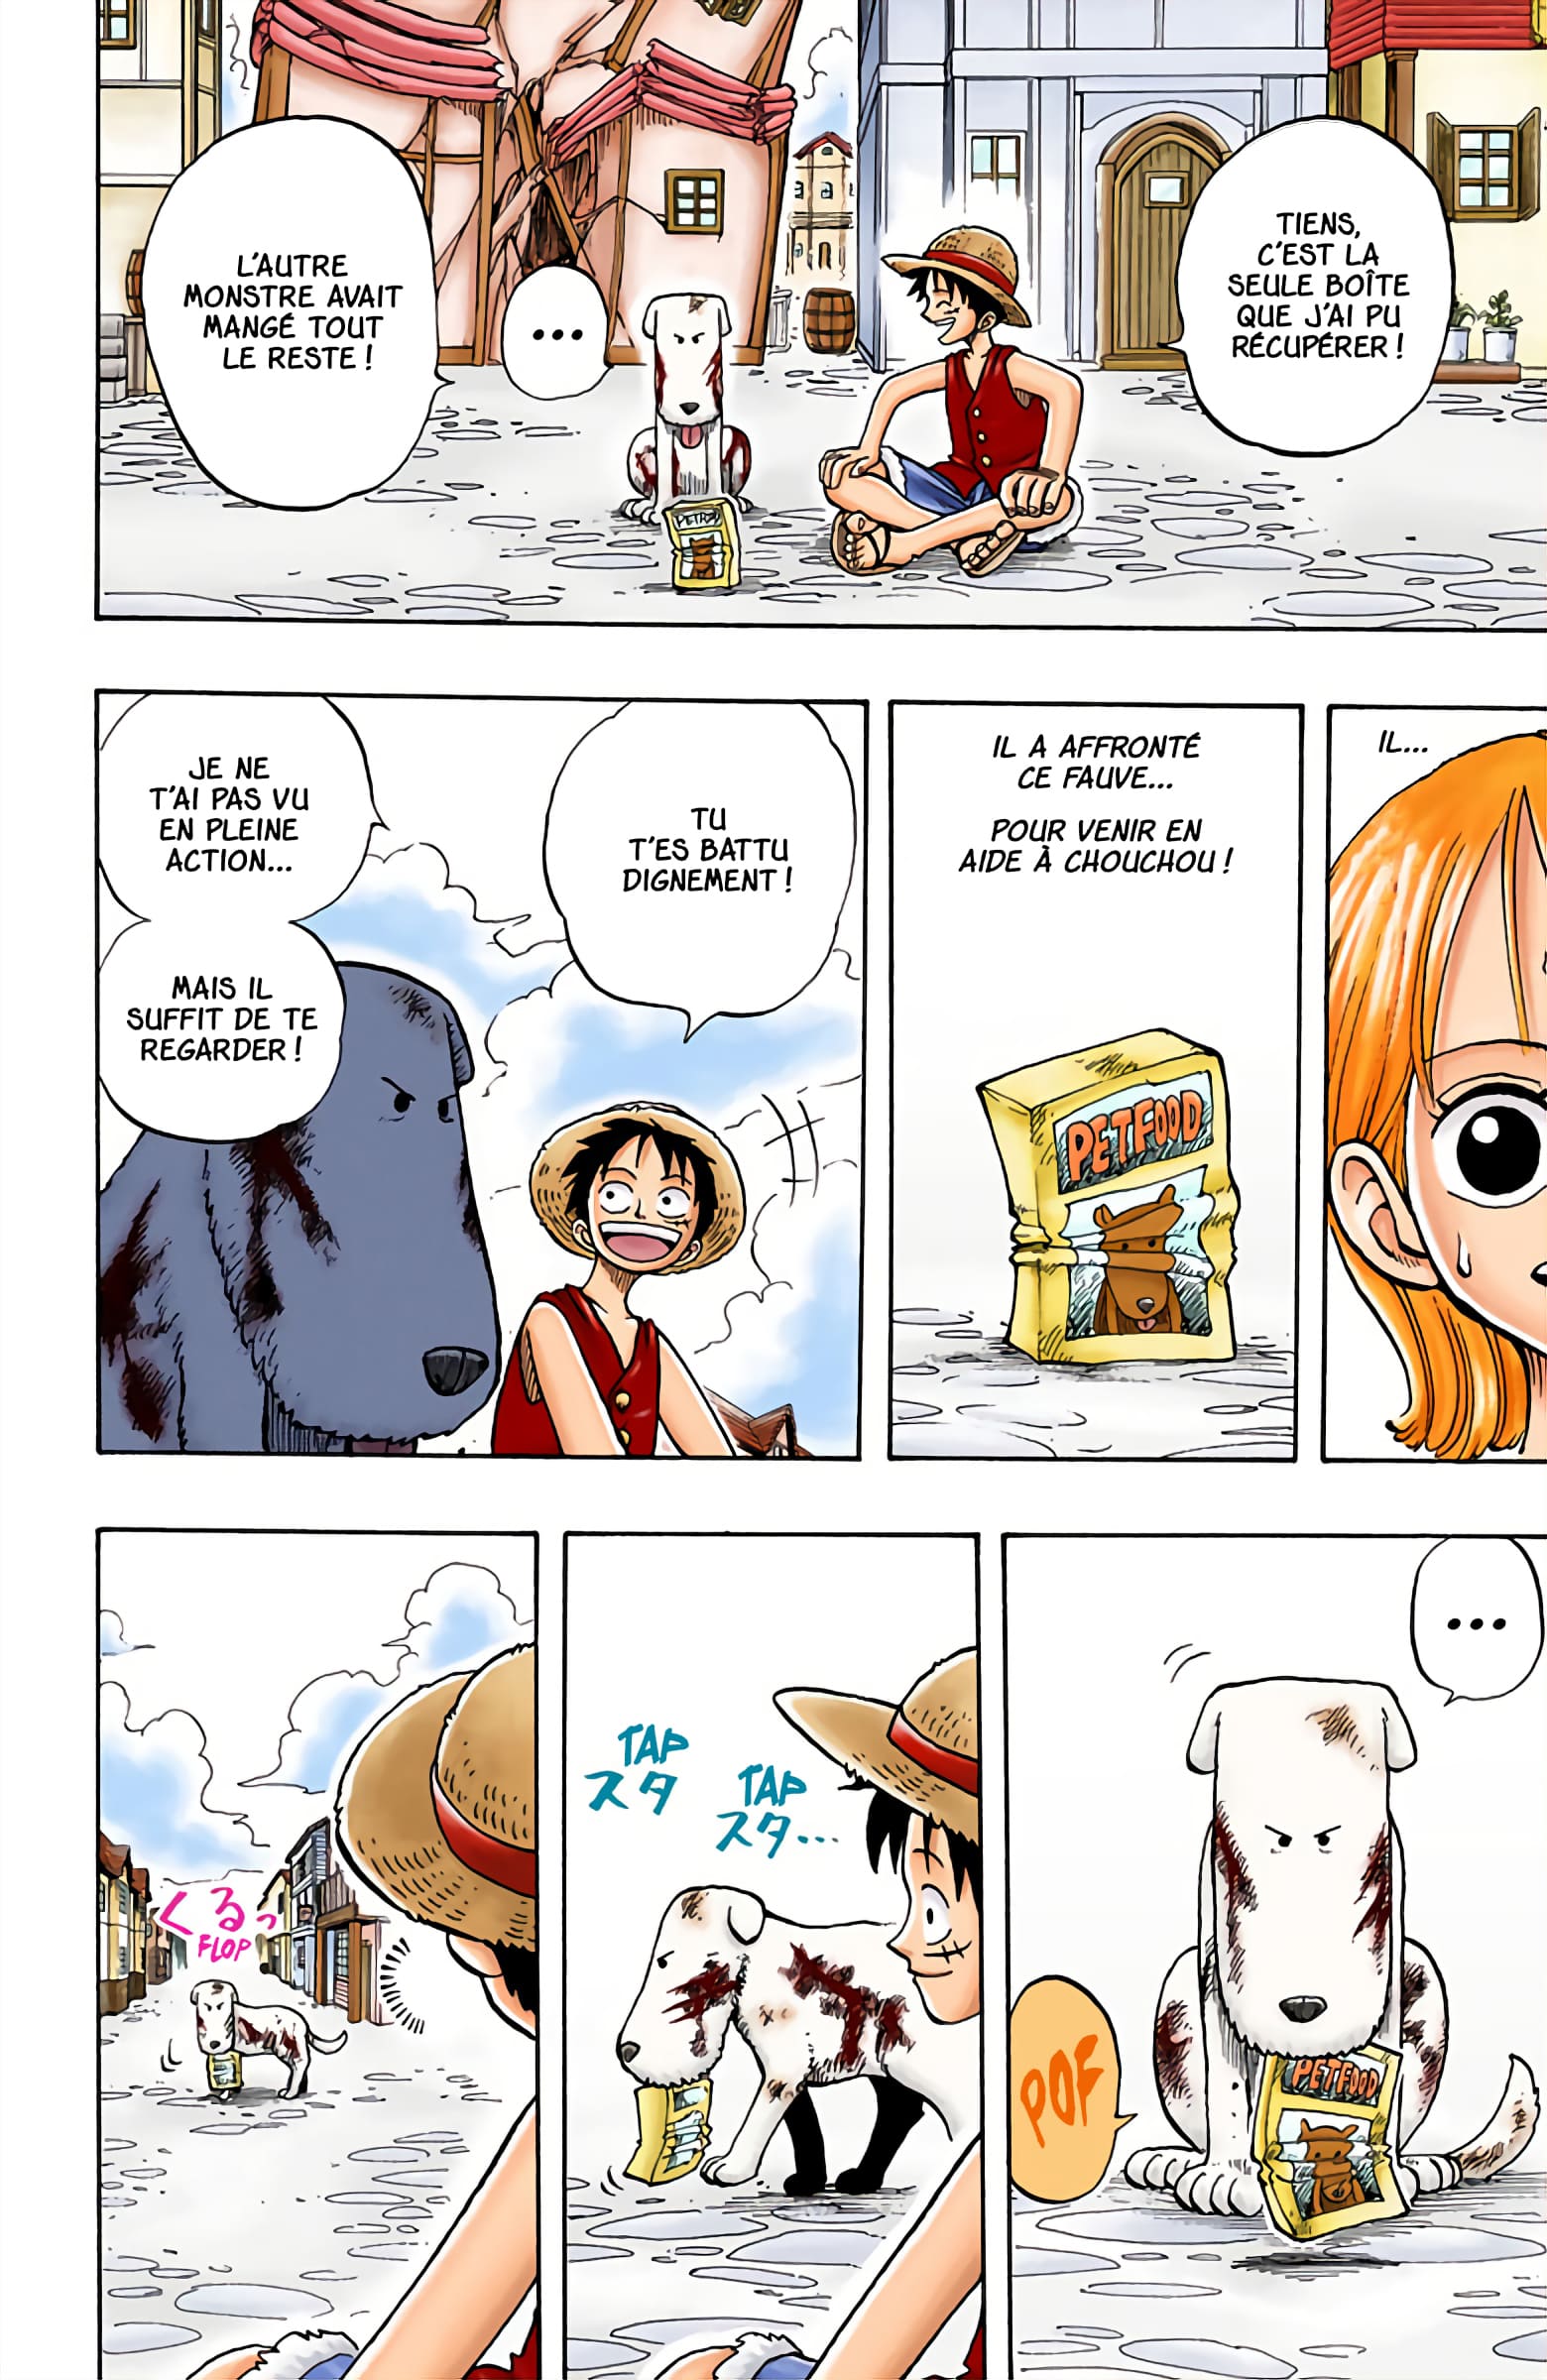 TIENS,
C'EST LA
SEULE BOÎTE
QUE J'AI PU
RÉCUPÉRER !
...
L'AUTRE
MONSTRE AVAIT
MANGÉ TOUT
LE RESTE !
PETFOOD
IL...
IL A AFFRONTÉ
CE FAUVE...
POUR VENIR EN
AIDE À CHOUCHOU !
PETFOOD
TU
T'ES BATTU
DIGNEMENT !
JE NE
T'AI PAS VU
EN PLEINE
ACTION...
MAIS IL
SUFFIT DE TE
REGARDER !
...
POF
PETFOOD
TAP
スタ
TAP
スタ...
くるっ
FLOP